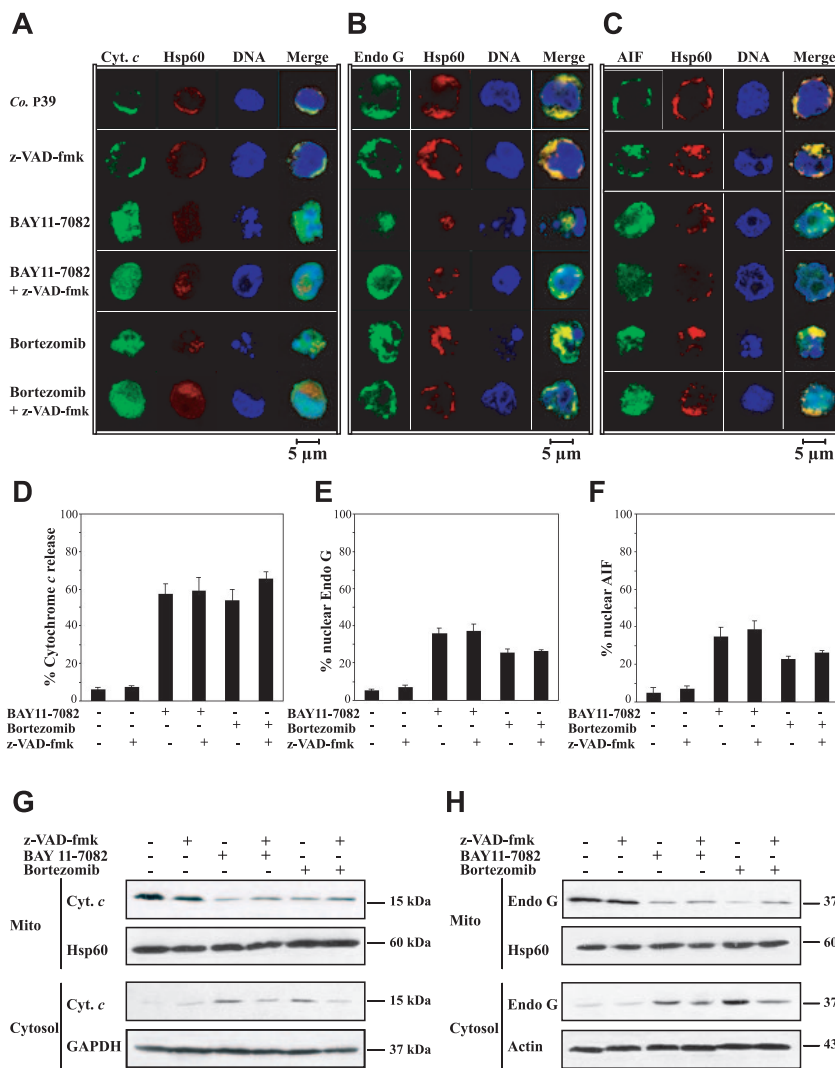 A B C
Cyt. c Hsp60 DNA Merge Endo G Hsp60 DNA Merge AIF Hsp60 DNA Merge
Co. P39
z-VAD-fmk
BAY11-7082
BAY11-7082
+ z-VAD-fmk
Bortezomib
Bortezomib
+ z-VAD-fmk
5 µm 5 µm 5 µm
D E F
% Cytochrome c release
100
80
60
40
20
0
BAY11-7082 - - + + - -
Bortezomib - - - - + +
z-VAD-fmk - + - + - +
% nuclear Endo G
100
80
60
40
20
0
BAY11-7082 - - + + - -
Bortezomib - - - - + +
z-VAD-fmk - + - + - +
% nuclear AIF
100
80
60
40
20
0
BAY11-7082 - - + + - -
Bortezomib - - - - + +
z-VAD-fmk - + - + - +
G
z-VAD-fmk - + - + - +
BAY 11-7082 - - + + - -
Bortezomib - - - - + +
Mito
Cyt. c 15 kDa
Hsp60 60 kDa
Cytosol
Cyt. c 15 kDa
GAPDH 37 kDa
H
z-VAD-fmk - + - + - +
BAY11-7082 - - + + - -
Bortezomib - - - - + +
Mito
Endo G 37
Hsp60 60
Cytosol
Endo G 37
Actin 43